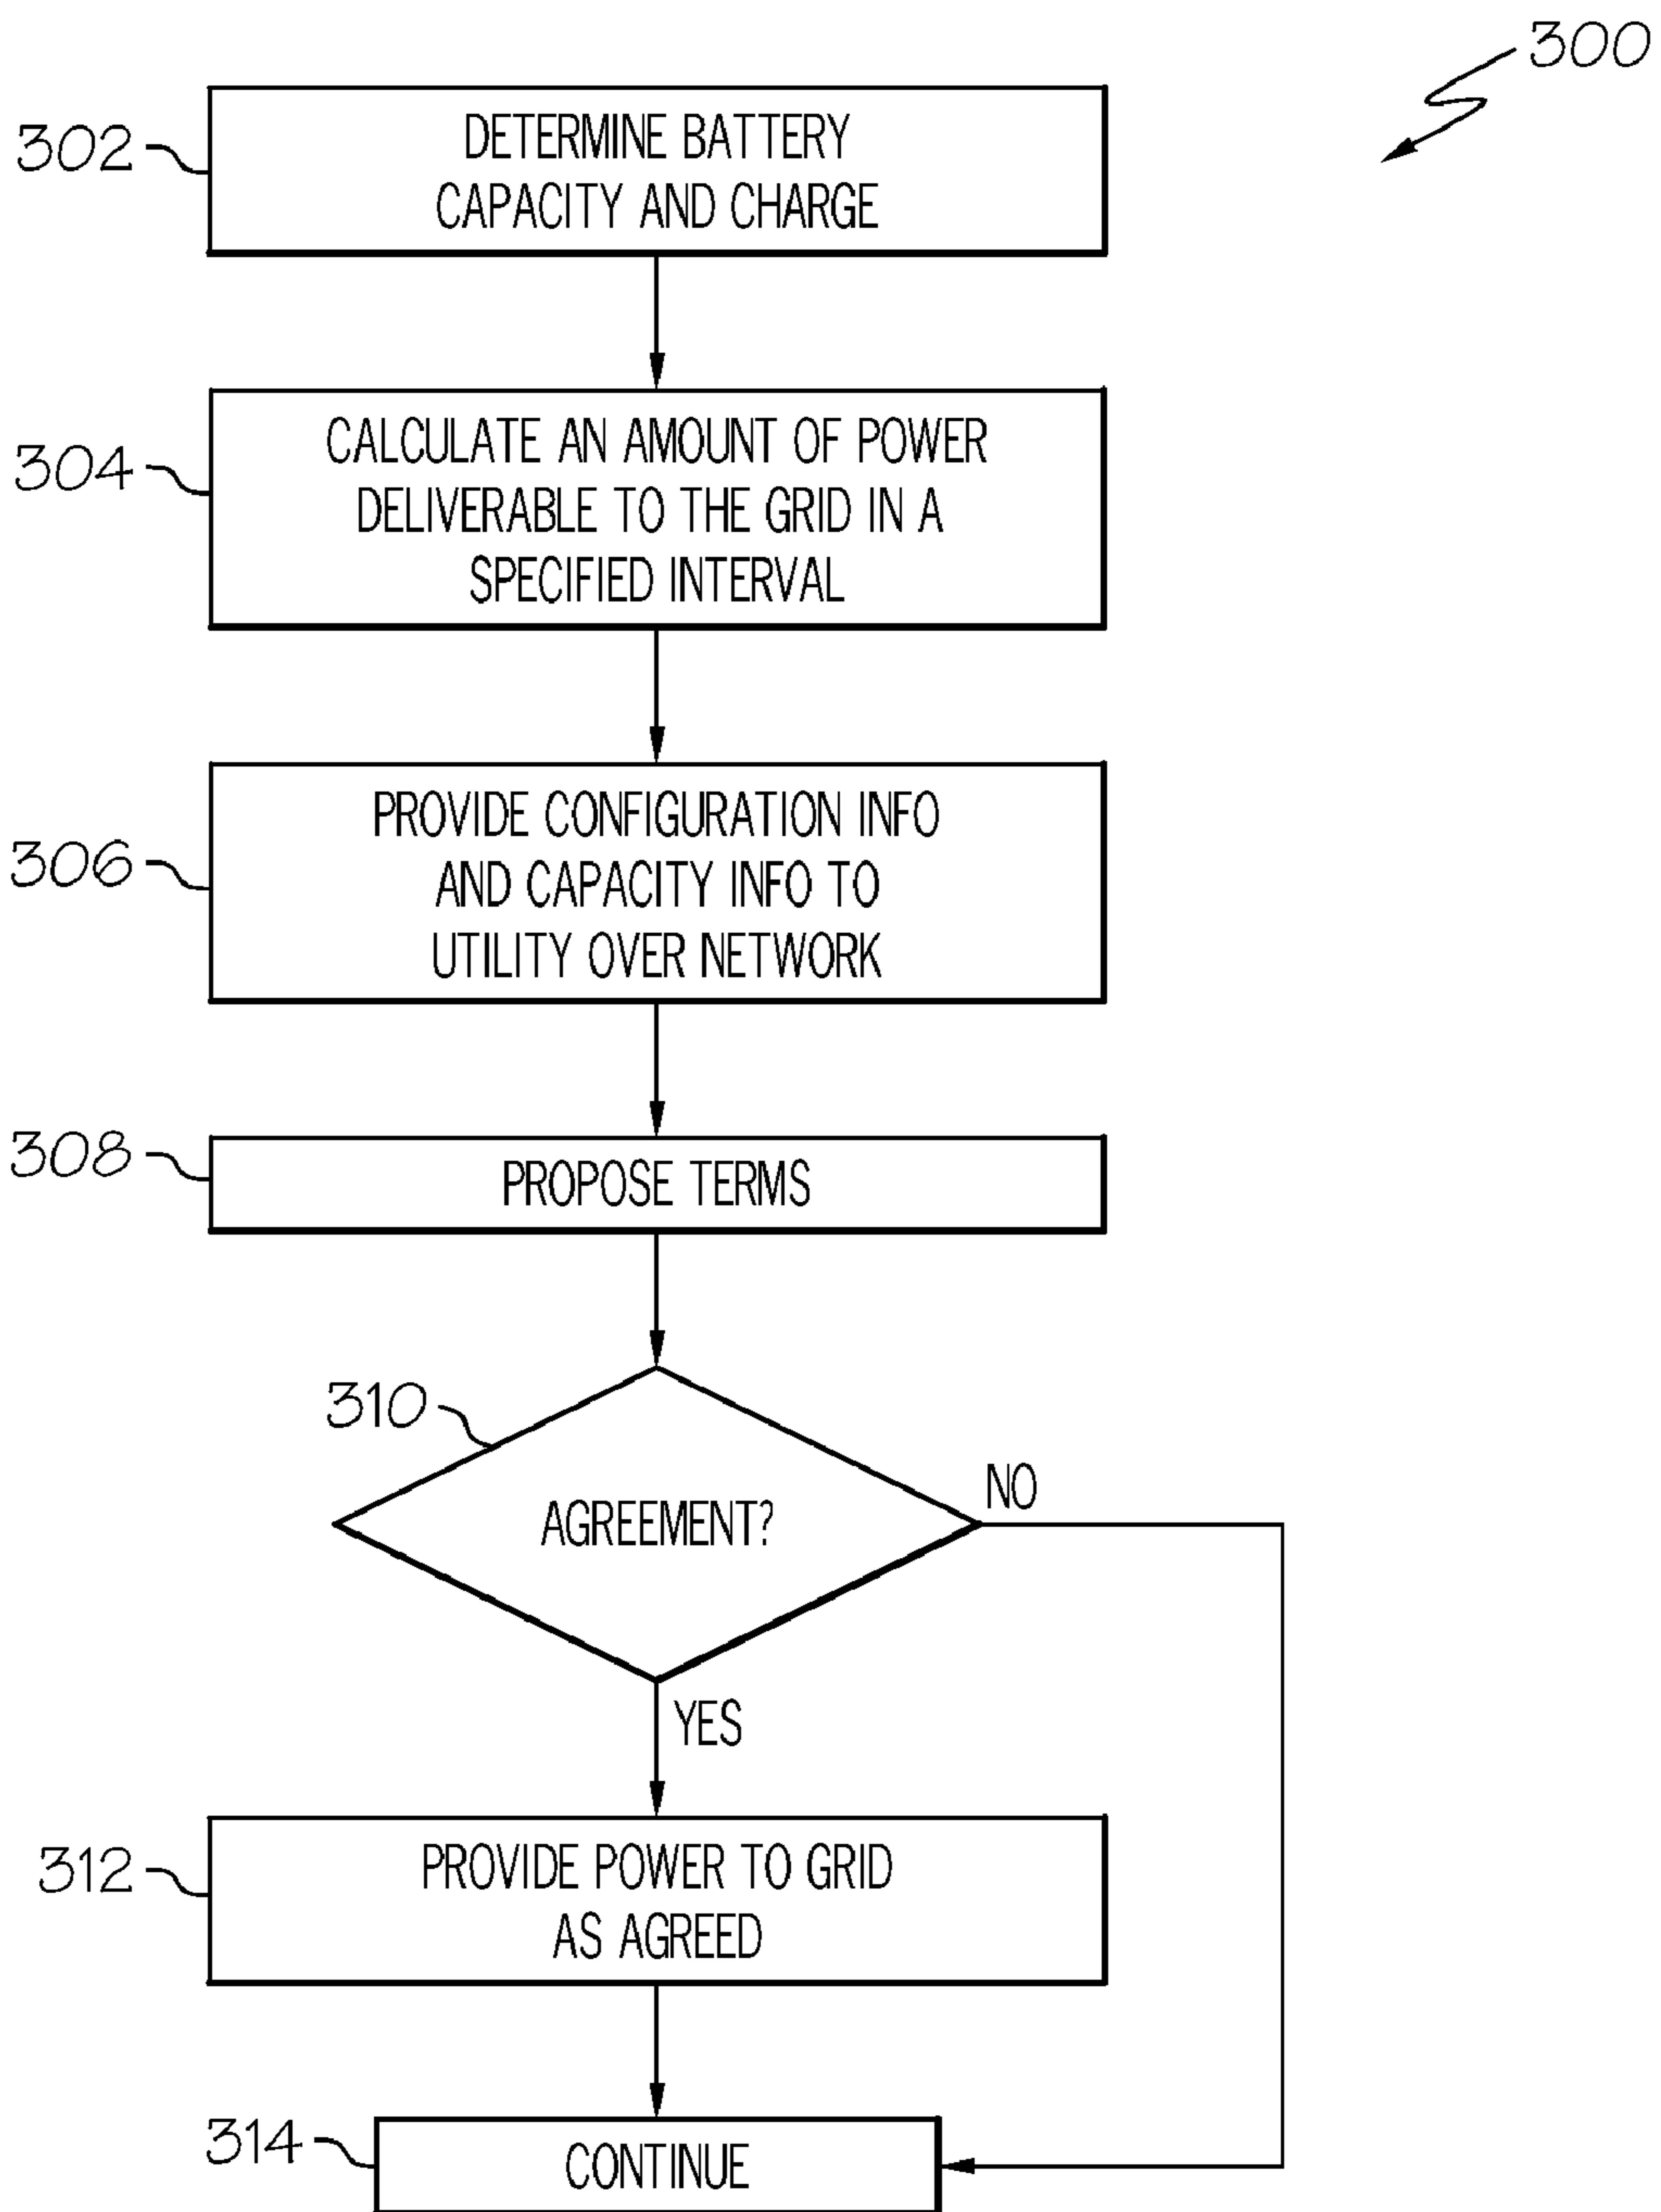 300
302
DETERMINE BATTERY
CAPACITY AND CHARGE
304
CALCULATE AN AMOUNT OF POWER
DELIVERABLE TO THE GRID IN A
SPECIFIED INTERVAL
306
PROVIDE CONFIGURATION INFO
AND CAPACITY INFO TO
UTILITY OVER NETWORK
308
PROPOSE TERMS
310
AGREEMENT?
NO
YES
312
PROVIDE POWER TO GRID
AS AGREED
314
CONTINUE